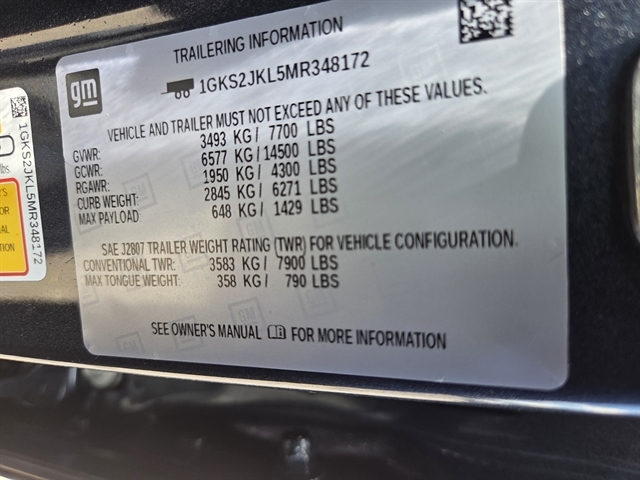 TRAILERING INFORMATION
gm
1GKS2JKL5MR348172
VEHICLE AND TRAILER MUST NOT EXCEED ANY OF THESE VALUES.
GVWR: 3493 KG/ 7700 LBS
GCWR: 6577 KG/14500 LBS
RGAWR: 1950 KG/ 4300 LBS
CURB WEIGHT: 2845 KG/ 6271 LBS
MAX PAYLOAD: 648 KG/ 1429 LBS
SAE J2807 TRAILER WEIGHT RATING (TWR) FOR VEHICLE CONFIGURATION.
CONVENTIONAL TWR: 3583 KG/ 7900 LBS
MAX TONGUE WEIGHT: 358 KG/ 790 LBS
SEE OWNER'S MANUAL FOR MORE INFORMATION
1GKS2JKL5MR348172
lbs.
OR